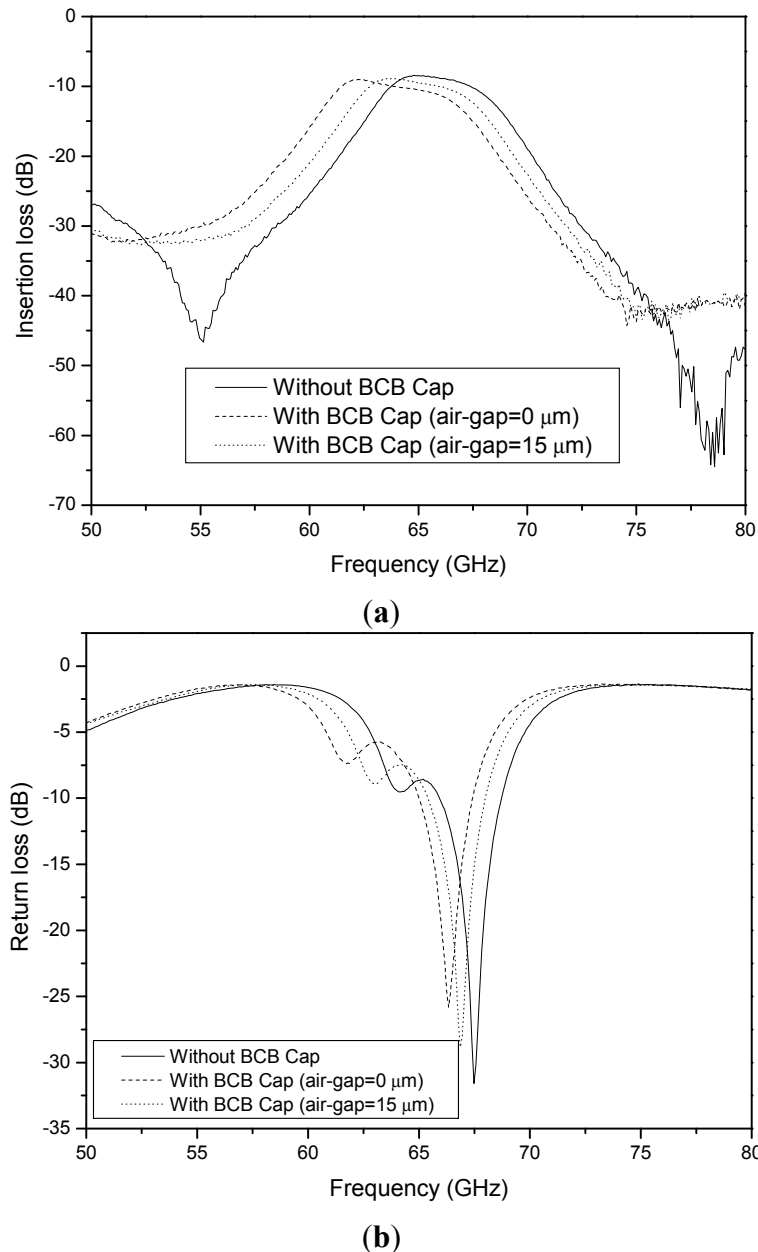 0
-10
-20
-30
-40
-50
-60
-70
Insertion loss (dB)
Without BCB Cap
With BCB Cap (air-gap=0 μm)
With BCB Cap (air-gap=15 μm)
50 55 60 65 70 75 80
Frequency (GHz)
(a)
0
-5
-10
-15
-20
-25
-30
-35
Return loss (dB)
Without BCB Cap
With BCB Cap (air-gap=0 μm)
With BCB Cap (air-gap=15 μm)
50 55 60 65 70 75 80
Frequency (GHz)
(b)